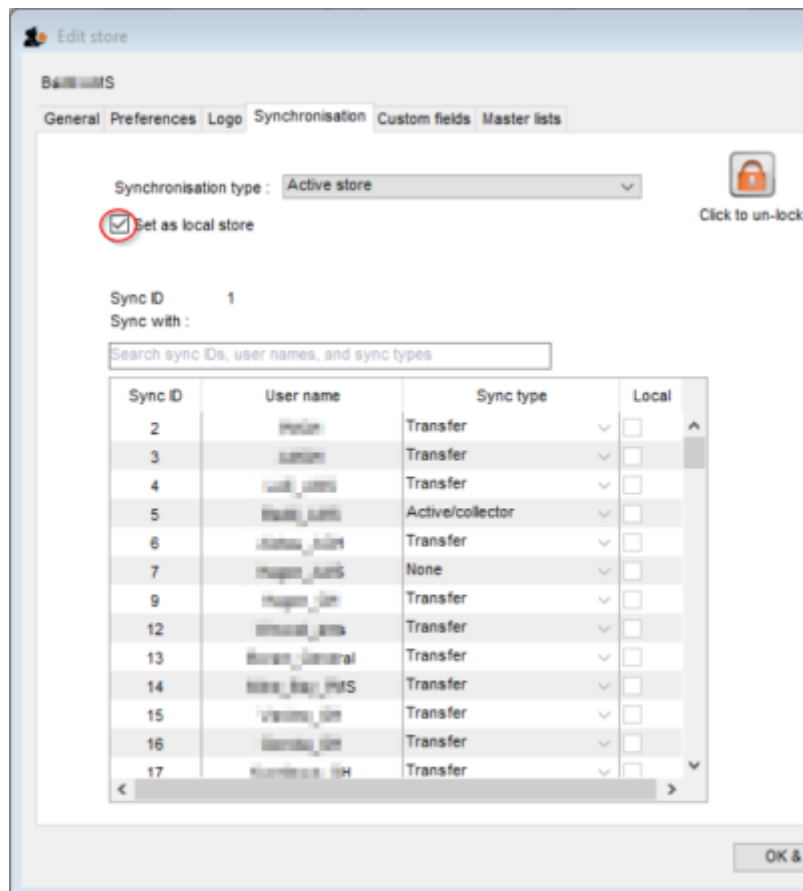 Edit store
General Preferences Logo Synchronisation Custom fields Master lists
Synchronisation type : Active store
Click to un-lock
Set as local store
Sync ID 1
Sync with :
Search sync IDs, user names, and sync types
Sync ID User name Sync type Local
2 Transfer
3 Transfer
4 Transfer
5 Active/collector
6 Transfer
7 None
9 Transfer
12 Transfer
13 Transfer
14 Transfer
15 Transfer
16 Transfer
17 Transfer
OK &